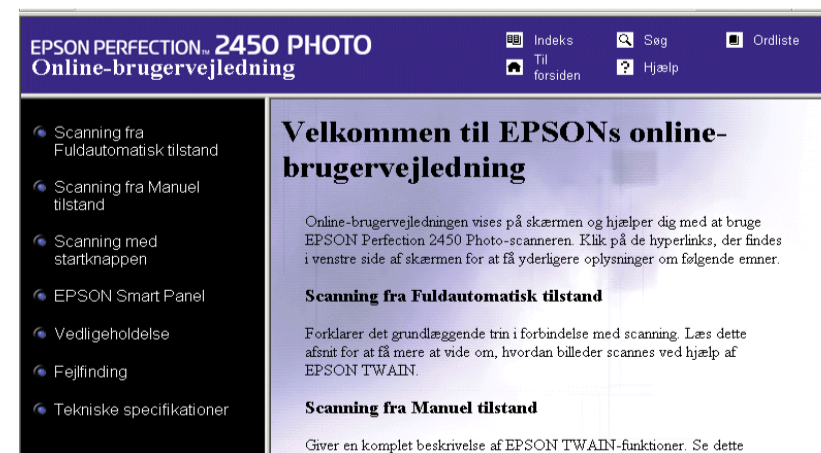 EPSON PERFECTION™ 2450 PHOTO
Online-brugervejledning
Indeks
Søg
Ordliste
Til
forsiden
Hjælp
Scanning fra
Fuldautomatisk tilstand
Scanning fra Manuel
tilstand
Scanning med
startknappen
EPSON Smart Panel
Vedligeholdelse
Fejlfinding
Tekniske specifikationer
Velkommen til EPSONs online-
brugervejledning
Online-brugervejledningen vises på skærmen og hjælper dig med at bruge
EPSON Perfection 2450 Photo-scanneren. Klik på de hyperlinks, der findes
i venstre side af skærmen for at få yderligere oplysninger om følgende emner.
Scanning fra Fuldautomatisk tilstand
Forklarer det grundlæggende trin i forbindelse med scanning. Læs dette
afsnit for at få mere at vide om, hvordan billeder scannes ved hjælp af
EPSON TWAIN.
Scanning fra Manuel tilstand
Giver en komplet beskrivelse af EPSON TWAIN-funktioner. Se dette